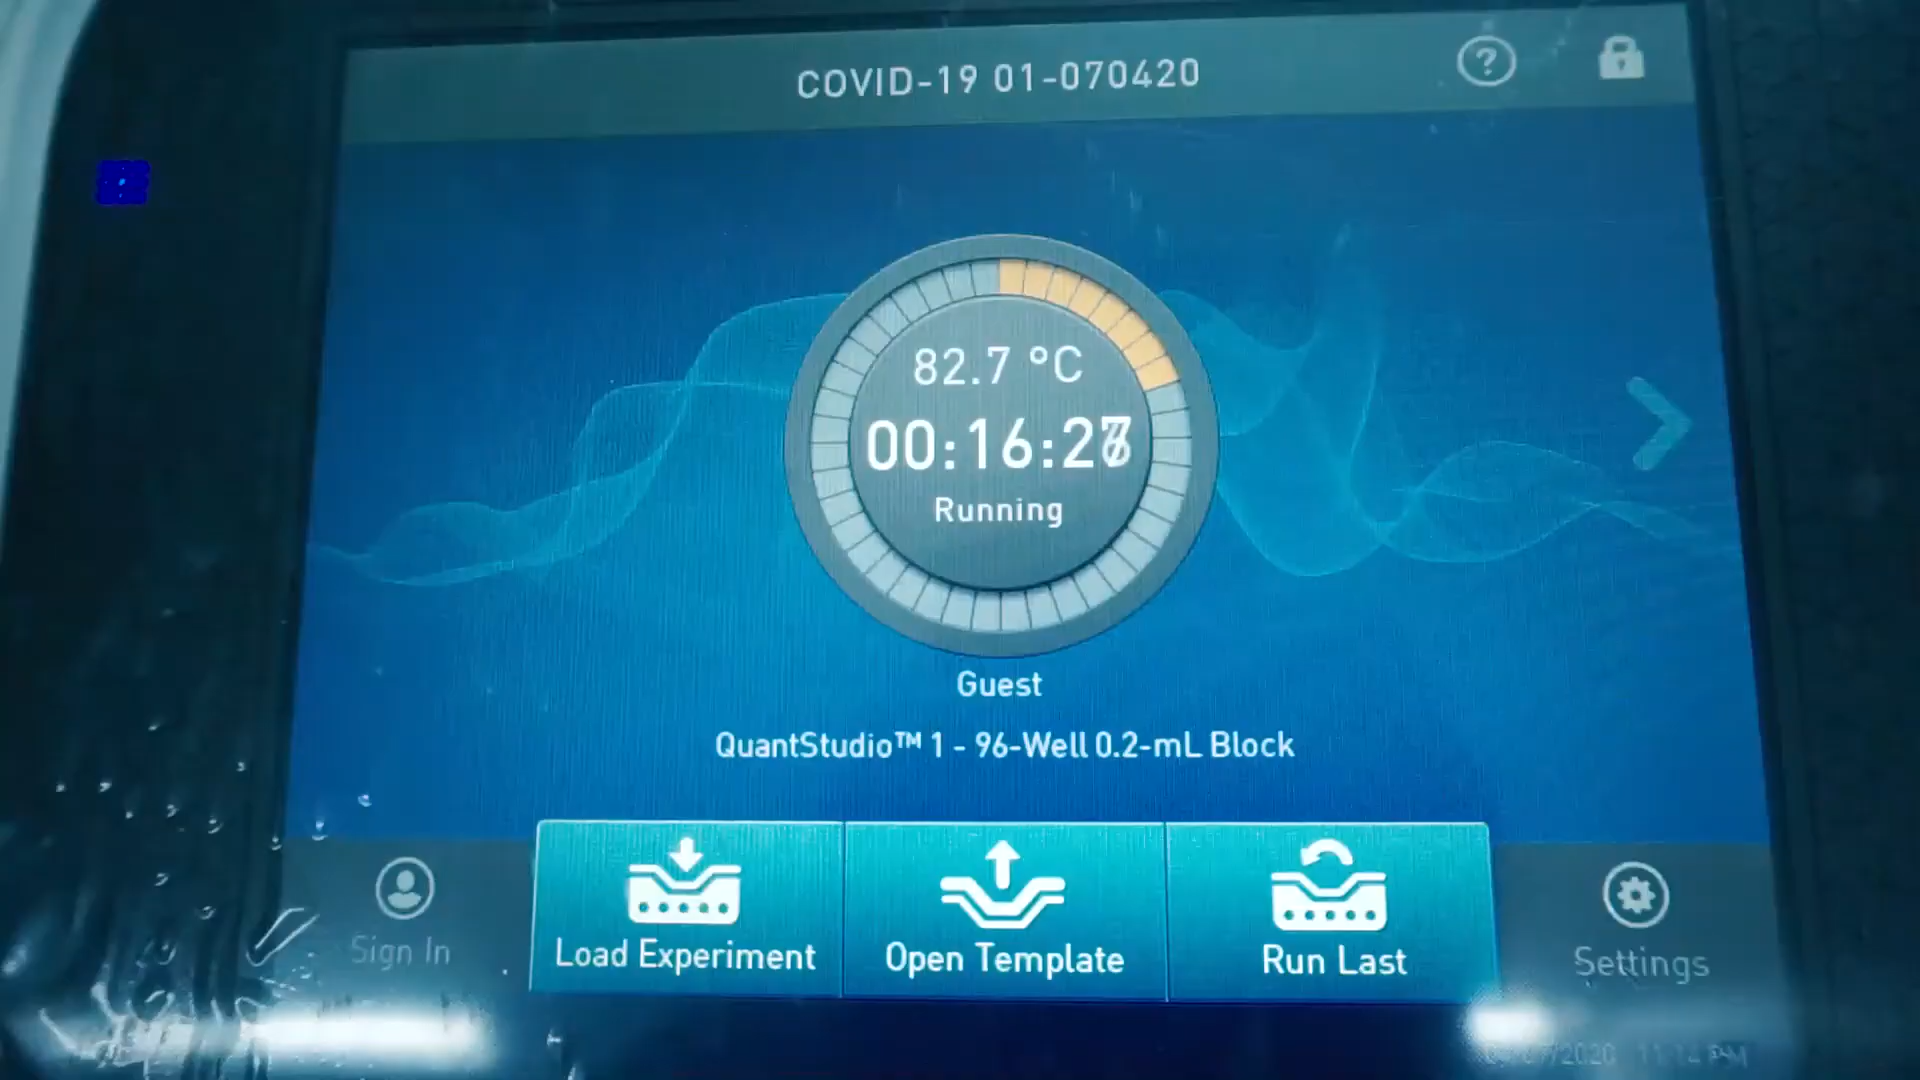 COVID-19 01-070420
82.7 °C
Running
Guest
QuantStudio™ 1 - 96-Well 0.2-mL Block
Sign In
Load Experiment
Open Template
Run Last
Settings